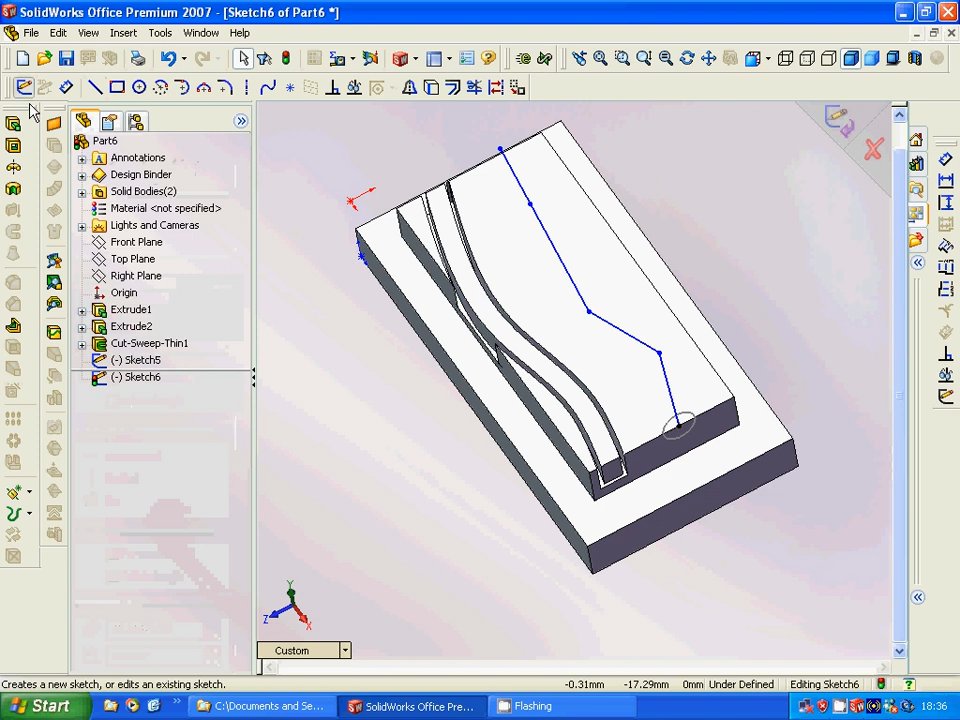 SolidWorks Office Premium 2007 - [Sketch6 of Part6 *]
File Edit View Insert Tools Window Help
Part6
Annotations
Design Binder
Solid Bodies(2)
Material <not specified>
Lights and Cameras
Front Plane
Top Plane
Right Plane
Origin
Extrude1
Extrude2
Cut-Sweep-Thin1
(-) Sketch5
(-) Sketch6
Y
Z
X
Custom
Creates a new sketch, or edits an existing sketch.
-0.31mm -17.29mm 0mm Under Defined Editing Sketch6
Start
C:\Documents and Se...
SolidWorks Office Pre...
Flashing
18:36